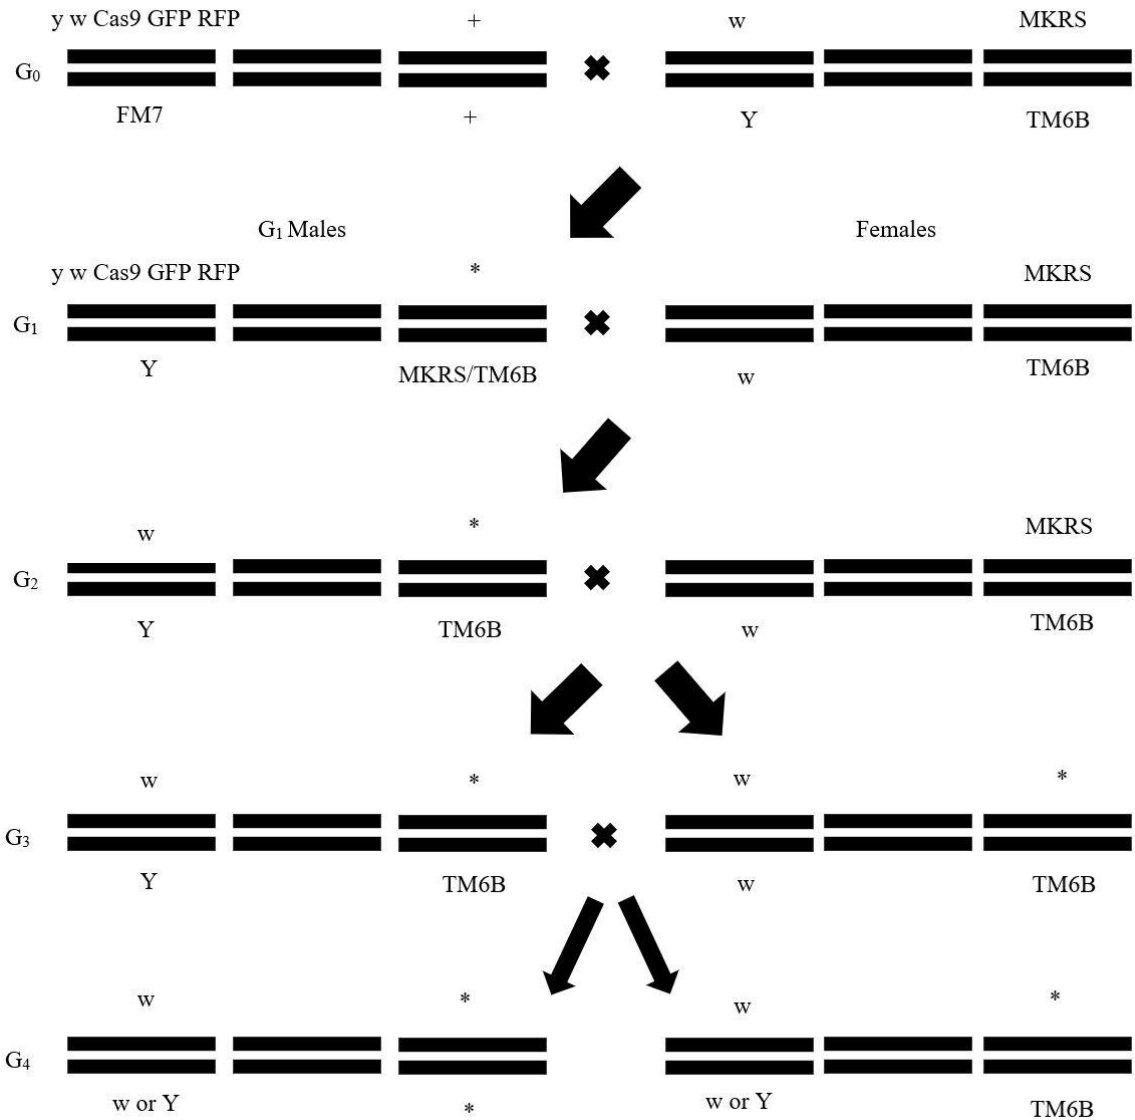 y w Cas9 GFP RFP + w MKRS
G₀
FM7 + Y TM6B
G₁ Males Females
y w Cas9 GFP RFP * MKRS
G₁
Y MKRS/TM6B w TM6B
w * MKRS
G₂
Y TM6B w TM6B
w * w *
G₃
Y TM6B w TM6B
w * w *
G₄
w or Y * w or Y TM6B